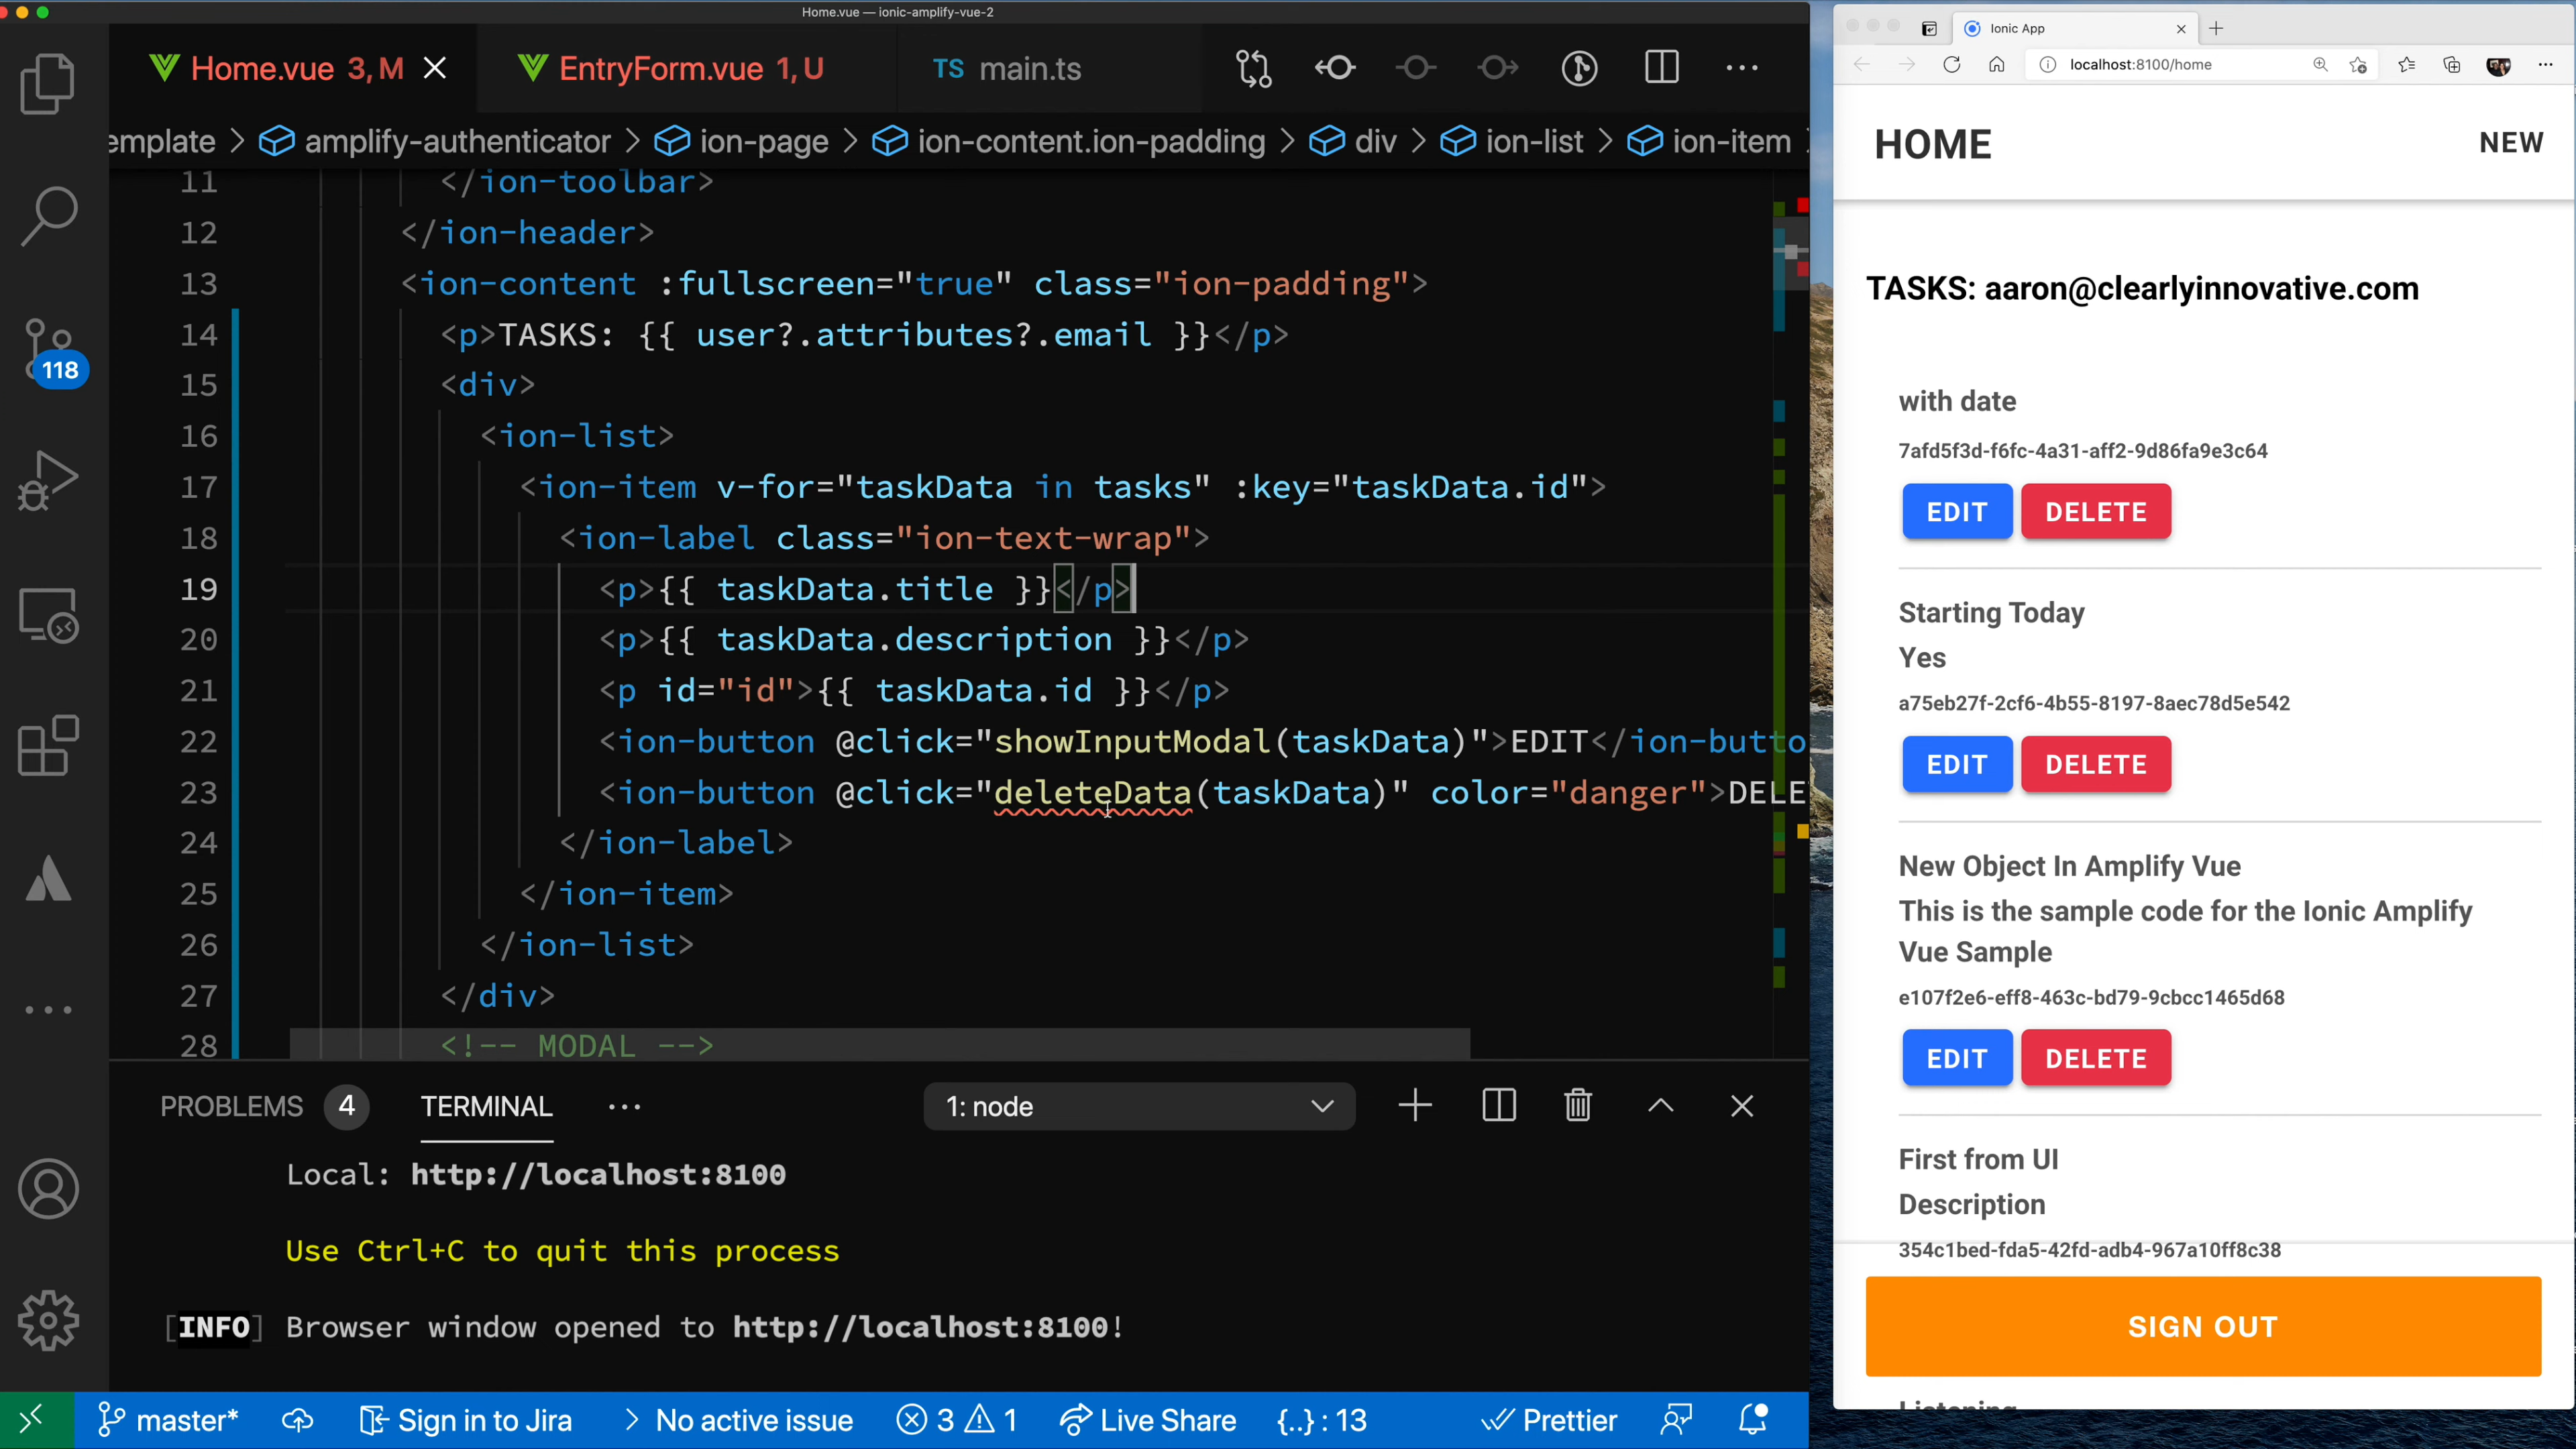 Home.vue — ionic-amplify-vue-2
Home.vue 3, M
EntryForm.vue 1, U
TS main.ts
emplate > amplify-authenticator > ion-page > ion-content.ion-padding > div > ion-list > ion-item
11 </ion-toolbar>
12 </ion-header>
13 <ion-content :fullscreen="true" class="ion-padding">
14 <p>TASKS: {{ user?.attributes?.email }}</p>
15 <div>
16 <ion-list>
17 <ion-item v-for="taskData in tasks" :key="taskData.id">
18 <ion-label class="ion-text-wrap">
19 <p>{{ taskData.title }}</p>
20 <p>{{ taskData.description }}</p>
21 <p id="id">{{ taskData.id }}</p>
22 <ion-button @click="showInputModal(taskData)">EDIT</ion-butto
23 <ion-button @click="deleteData(taskData)" color="danger">DELE
24 </ion-label>
25 </ion-item>
26 </ion-list>
27 </div>
28 <!-- MODAL -->
118
PROBLEMS 4 TERMINAL ... 1: node
Local: http://localhost:8100
Use Ctrl+C to quit this process
[INFO] Browser window opened to http://localhost:8100!
master* Sign in to Jira > No active issue 3 1 Live Share {..} : 13 Prettier
Ionic App
localhost:8100/home
HOME NEW
TASKS: aaron@clearlyinnovative.com
with date
7afd5f3d-f6fc-4a31-aff2-9d86fa9e3c64
EDIT DELETE
Starting Today
Yes
a75eb27f-2cf6-4b55-8197-8aec78d5e542
EDIT DELETE
New Object In Amplify Vue
This is the sample code for the Ionic Amplify
Vue Sample
e107f2e6-eff8-463c-bd79-9cbcc1465d68
EDIT DELETE
First from UI
Description
354c1bed-fda5-42fd-adb4-967a10ff8c38
SIGN OUT
Listening